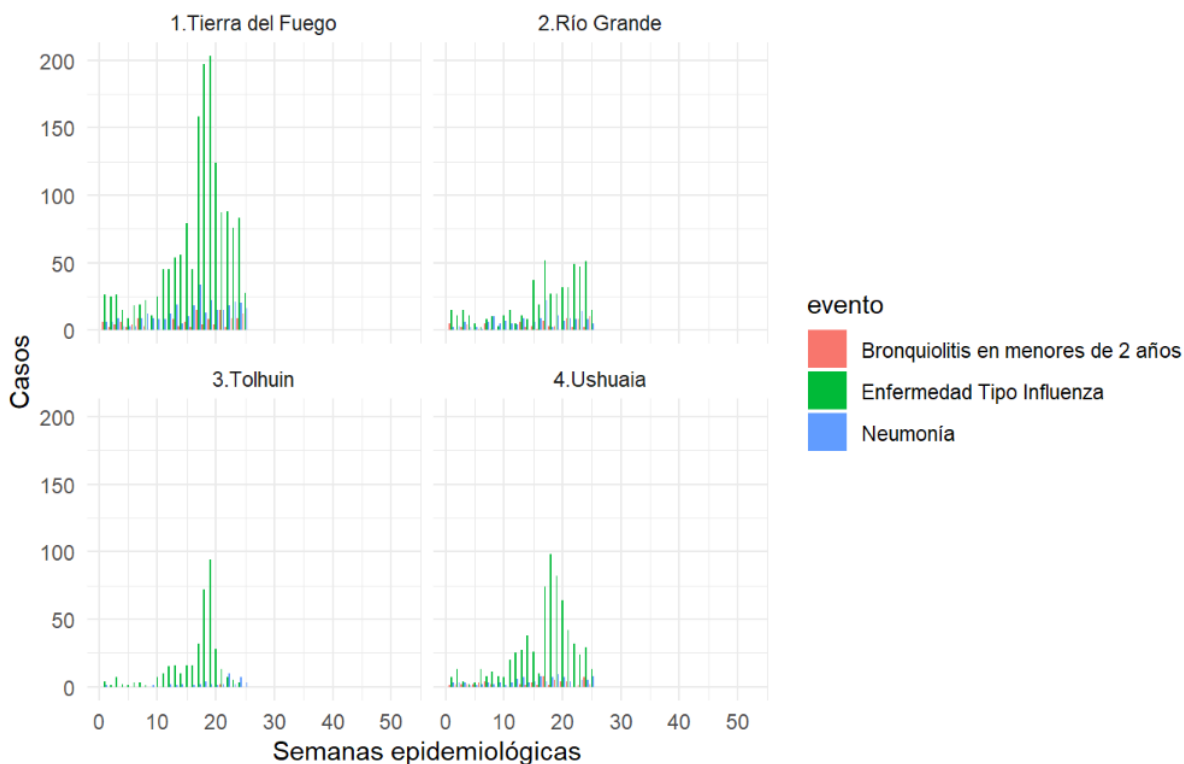 1.Tierra del Fuego
2.Río Grande
200
150
100
50
0
3.Tolhuin
4.Ushuaia
200
150
100
50
0
0 10 20 30 40 50
0 10 20 30 40 50
Casos
Semanas epidemiológicas
evento
Bronquiolitis en menores de 2 años
Enfermedad Tipo Influenza
Neumonía